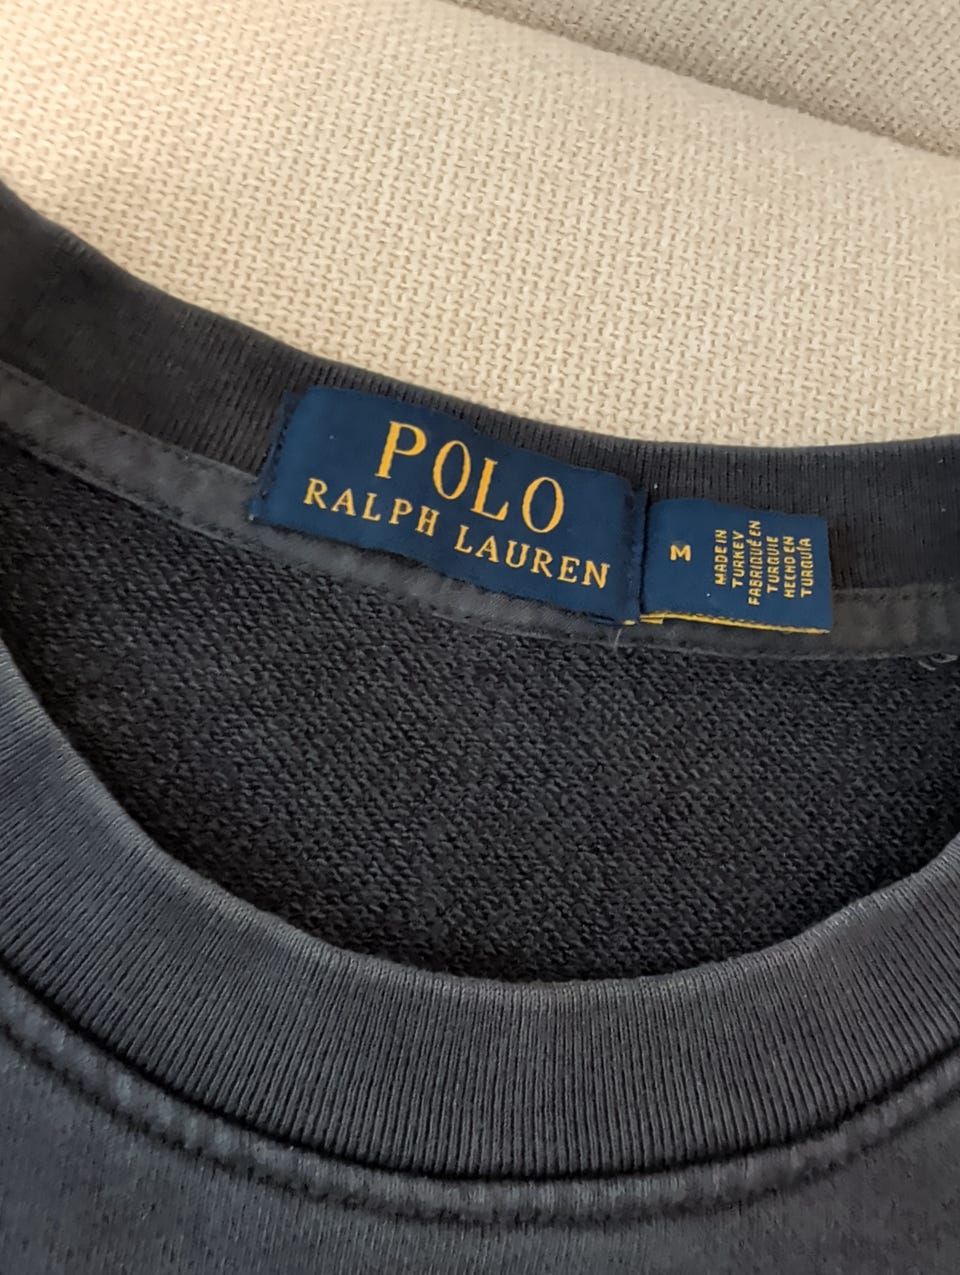 POLO
RALPH LAUREN
M
MADE IN
TURKEY
FABRIQUÉ EN
TURQUIE
HECHO EN
TURQUÍA